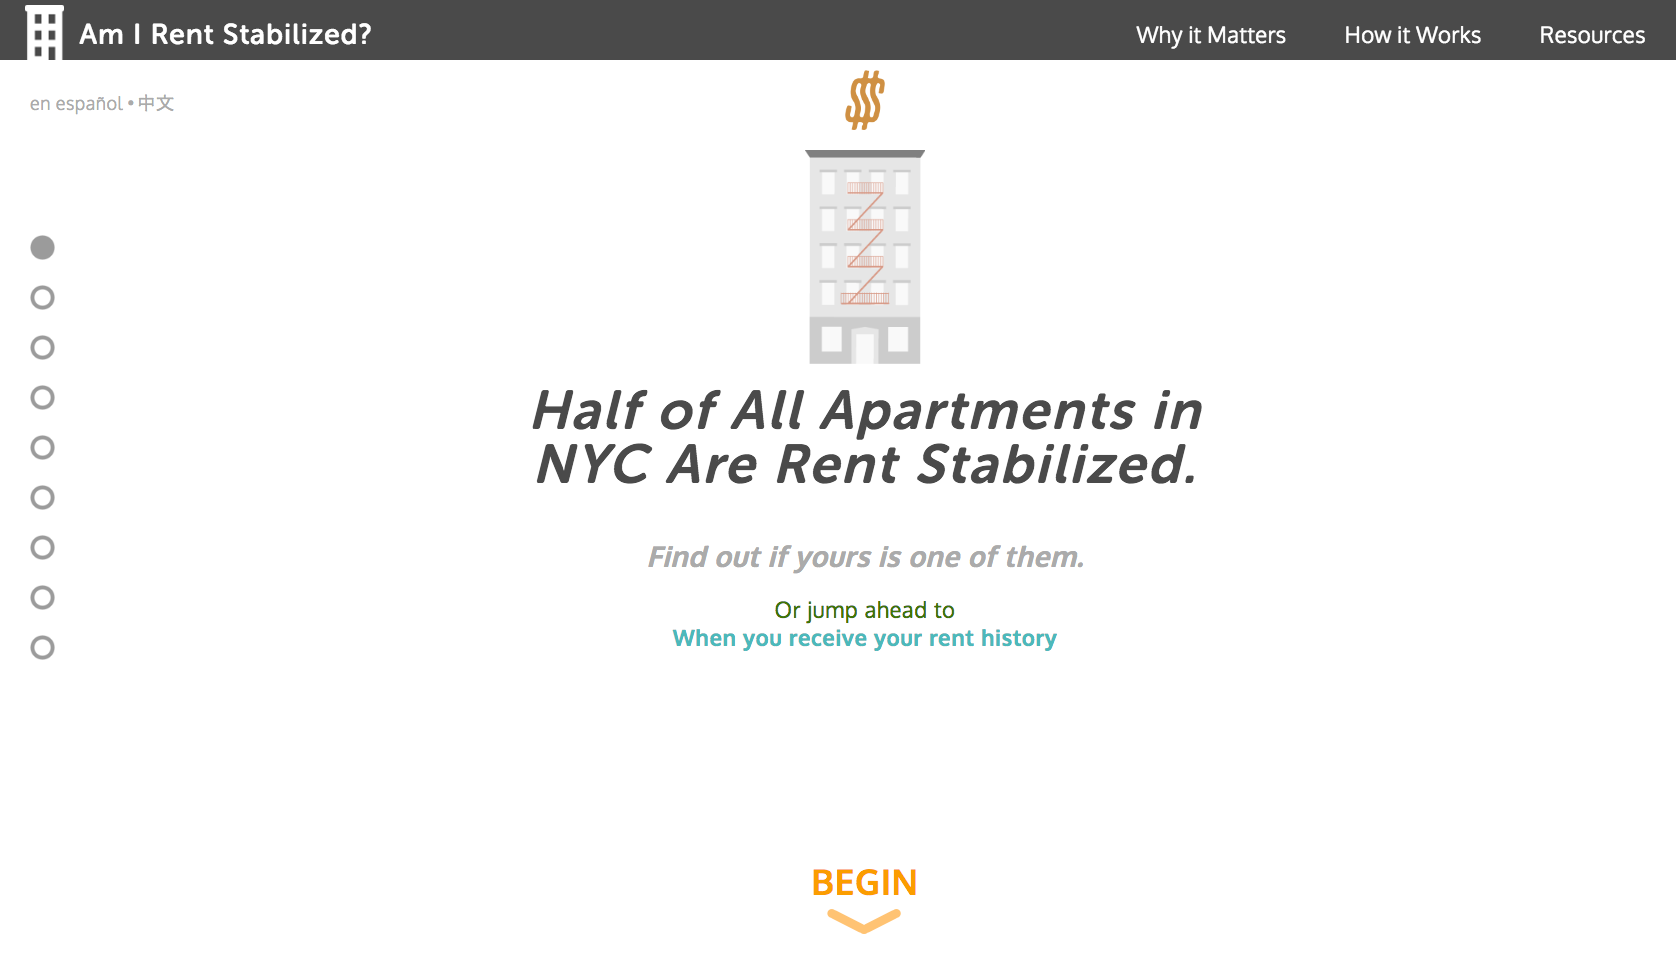 Am I Rent Stabilized?
Why it Matters
How it Works
Resources
en español • 中文
$
Half of All Apartments in
NYC Are Rent Stabilized.
Find out if yours is one of them.
Or jump ahead to
When you receive your rent history
BEGIN